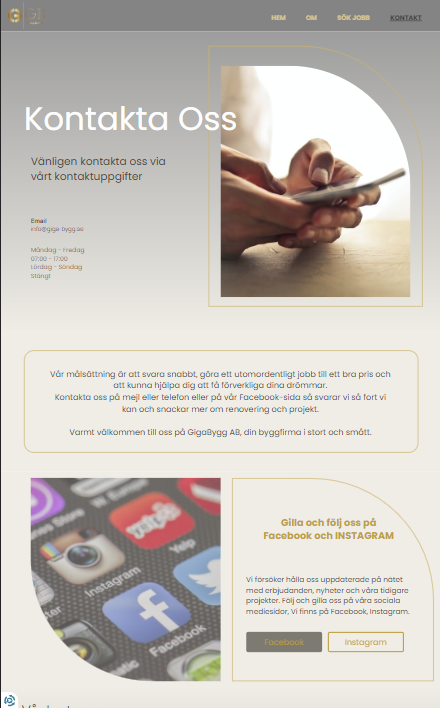 HEM OM SÖK JOBB KONTAKT
Kontakta Oss
Vänligen kontakta oss via
vårt kontaktuppgifter
Email
info@giga-bygg.se
Måndag - Fredag
07:00 - 17:00
Lördag - Söndag
Stängt
Vår målsättning är att svara snabbt, göra ett utomordentligt jobb till ett bra pris och
att kunna hjälpa dig att få förverkliga dina drömmar.
Kontakta oss på mejl eller telefon eller på vår Facebook-sida så svarar vi så fort vi
kan och snackar mer om renovering och projekt.
Varmt välkommen till oss på GigaBygg AB, din byggfirma i stort och smått.
Yelp
Instagram
Facebook
Gilla och följ oss på
Facebook och INSTAGRAM
Vi försöker hålla oss uppdaterade på nätet
med erbjudandon, nyheter och våra tidigare
projekter. Följ och gilla oss på våra sociala
mediesidor, Vi finns på Facebook, Instagram.
Facebook Instagram